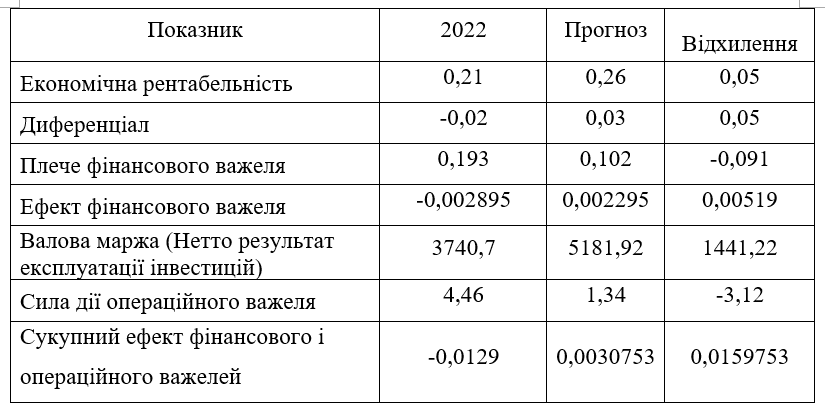 Показник 2022 Прогноз Відхилення
Економічна рентабельність 0,21 0,26 0,05
Диференціал -0,02 0,03 0,05
Плече фінансового важеля 0,193 0,102 -0,091
Ефект фінансового важеля -0,002895 0,002295 0,00519
Валова маржа (Нетто результат
експлуатації інвестицій) 3740,7 5181,92 1441,22
Сила дії операційного важеля 4,46 1,34 -3,12
Сукупний ефект фінансового і
операційного важелей -0,0129 0,0030753 0,0159753